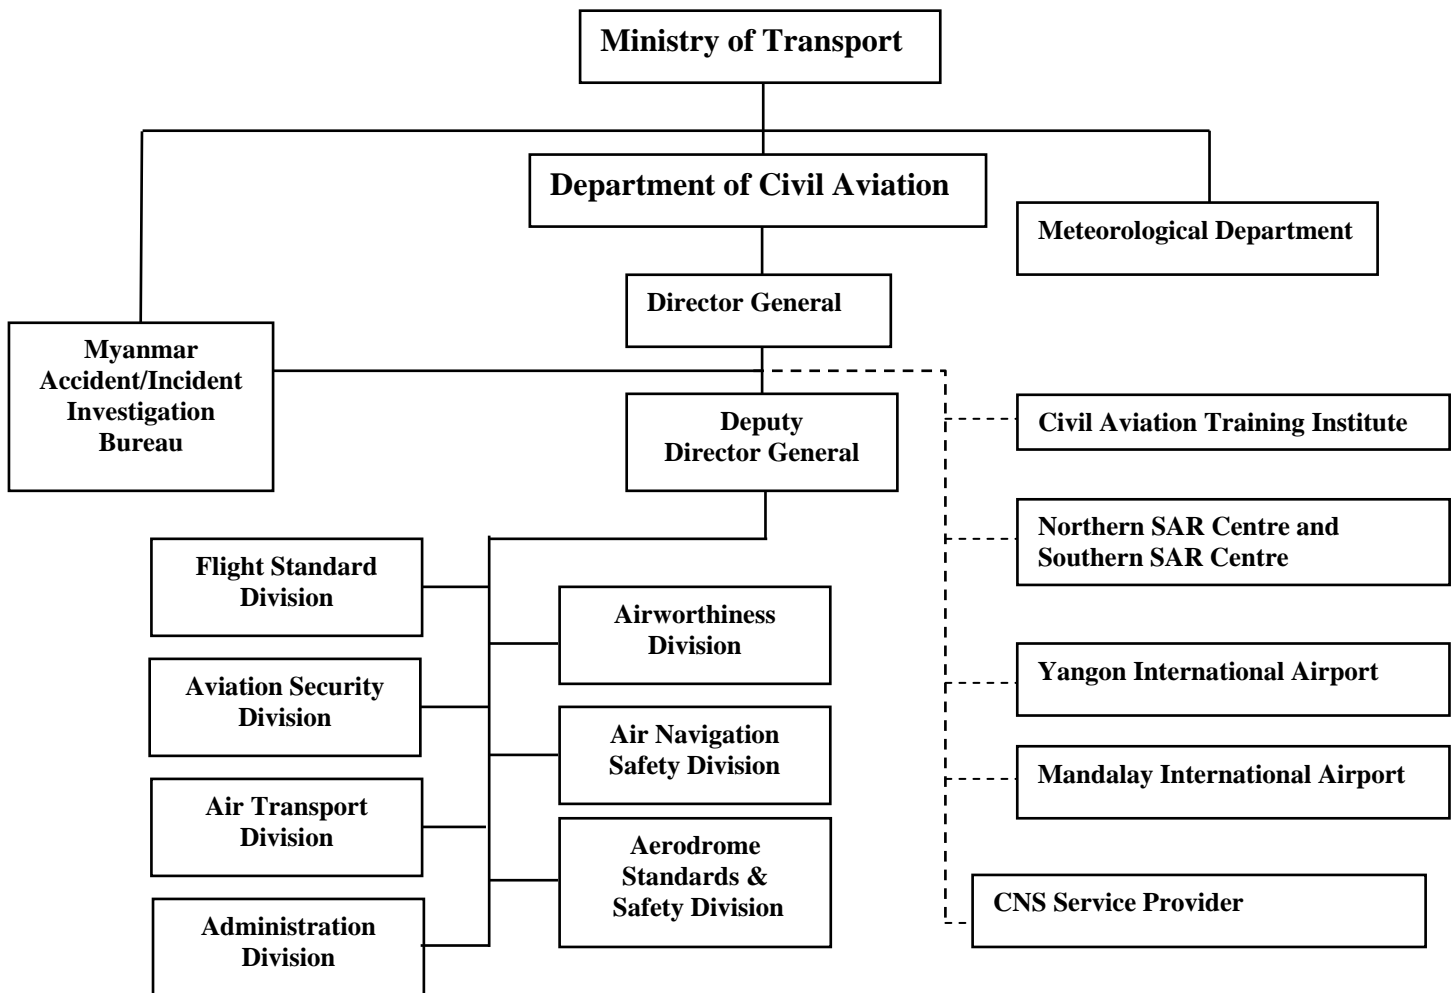 Ministry of Transport
Department of Civil Aviation
Meteorological Department
Director General
Myanmar
Accident/Incident
Investigation
Bureau
Deputy
Director General
Civil Aviation Training Institute
Northern SAR Centre and
Southern SAR Centre
Flight Standard
Division
Airworthiness
Division
Yangon International Airport
Aviation Security
Division
Air Navigation
Safety Division
Mandalay International Airport
Air Transport
Division
Aerodrome
Standards &
Safety Division
CNS Service Provider
Administration
Division